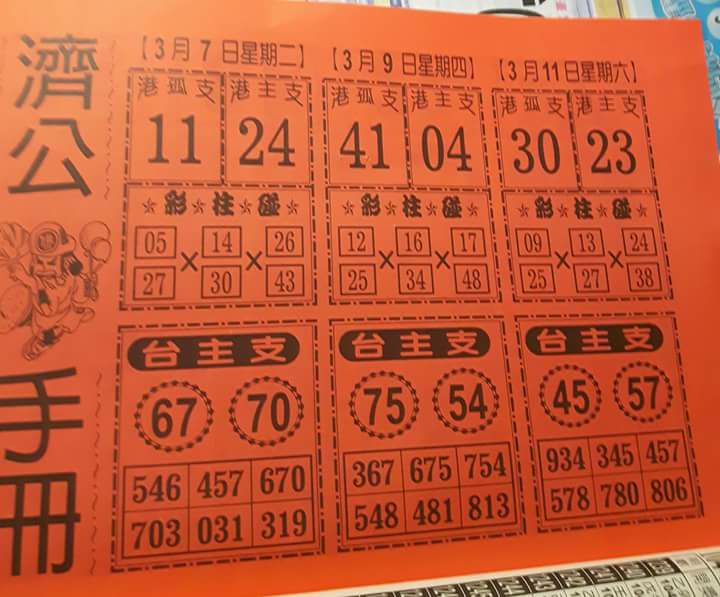 濟公手冊
【3月7日星期二】
港孤支 港主支
11 24
☆彩☆柱☆碰☆
05 × 14 × 26
27 30 43
台主支
67 70
546 457 670
703 031 319
【3月9日星期四】
港孤支 港主支
41 04
☆彩☆柱☆碰☆
12 × 16 × 17
25 34 48
台主支
75 54
367 675 754
548 481 813
【3月11日星期六】
港孤支 港主支
30 23
☆彩☆柱☆碰☆
09 × 13 × 24
25 27 38
台主支
45 57
934 345 457
578 780 806